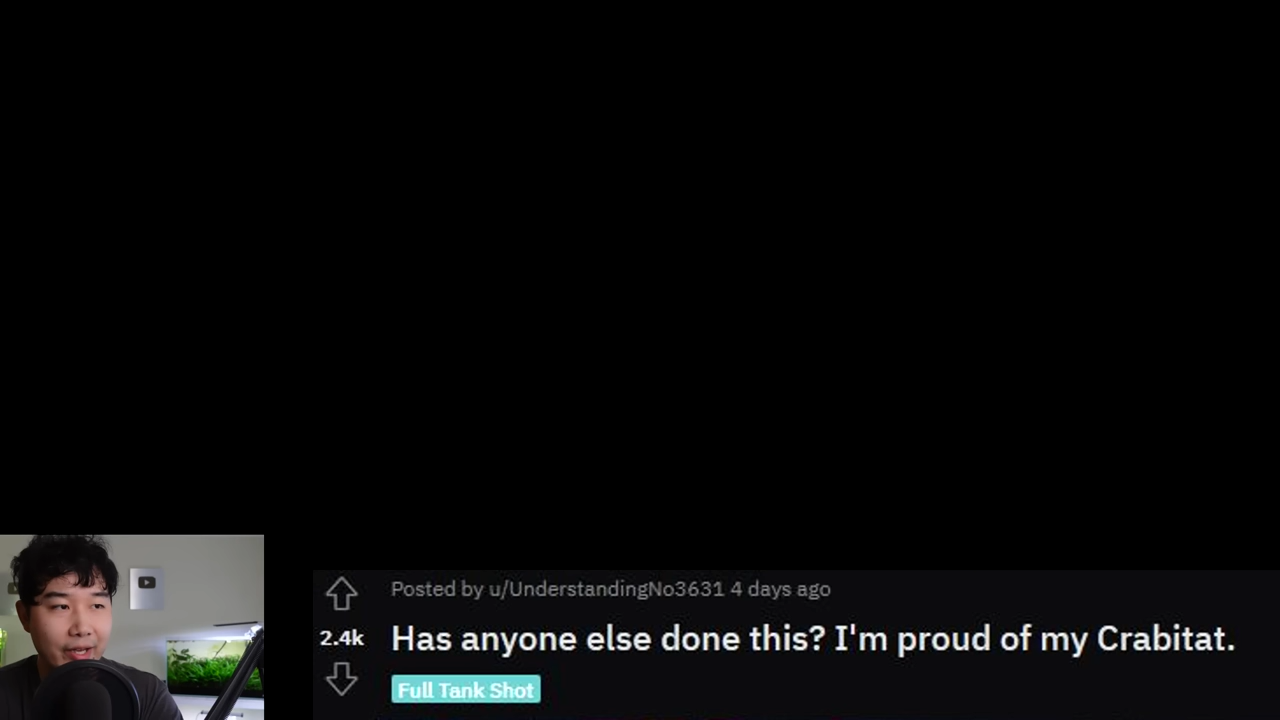 Posted by u/UnderstandingNo3631 4 days ago
2.4k
Has anyone else done this? I'm proud of my Crabitat.
Full Tank Shot